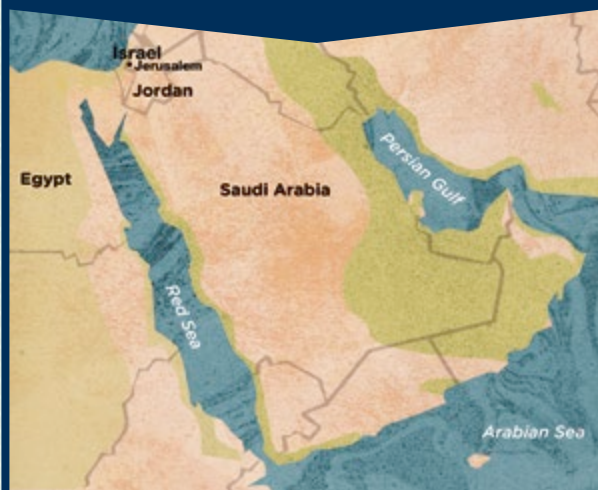 Israel
Jerusalem
Jordan
Egypt
Saudi Arabia
Persian Gulf
Red Sea
Arabian Sea